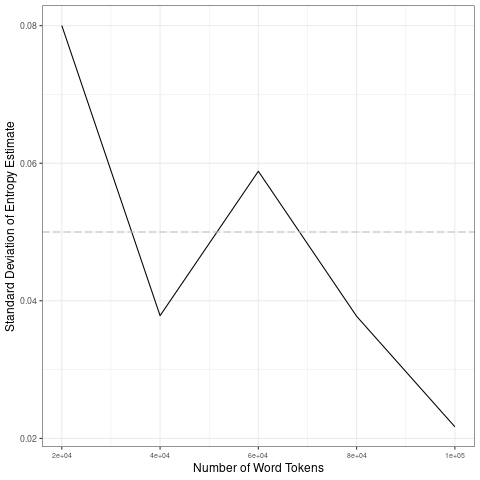 Standard Deviation of Entropy Estimate
0.08
0.06
0.04
0.02
2e+04 4e+04 6e+04 8e+04 1e+05
Number of Word Tokens